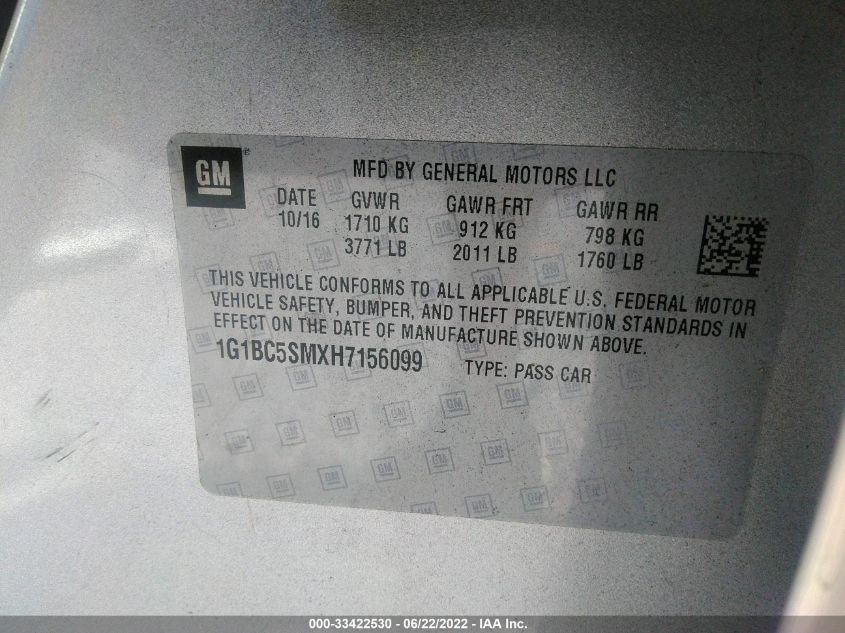 GM
MFD BY GENERAL MOTORS LLC
DATE GVWR GAWR FRT GAWR RR
10/16 1710 KG 912 KG 798 KG
3771 LB 2011 LB 1760 LB
THIS VEHICLE CONFORMS TO ALL APPLICABLE U.S. FEDERAL MOTOR
VEHICLE SAFETY, BUMPER, AND THEFT PREVENTION STANDARDS IN
EFFECT ON THE DATE OF MANUFACTURE SHOWN ABOVE.
1G1BC5SMXH7156099 TYPE: PASS CAR
000-33422530 - 06/22/2022 - IAA Inc.